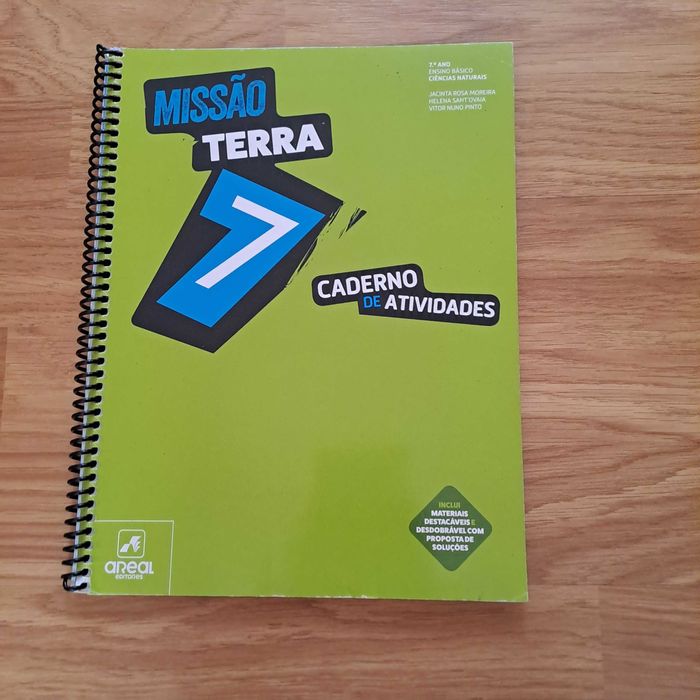 MISSÃO
TERRA
7
7.º ANO
ENSINO BÁSICO
CIÊNCIAS NATURAIS
JACINTA ROSA MOREIRA
HELENA SANT'OVAIA
VITOR NUNO PINTO
CADERNO
DE ATIVIDADES
INCLUI
MATERIAIS
DESTACÁVEIS E
DESDOBRÁVEL COM
PROPOSTA DE
SOLUÇÕES
AREAL
EDITORES